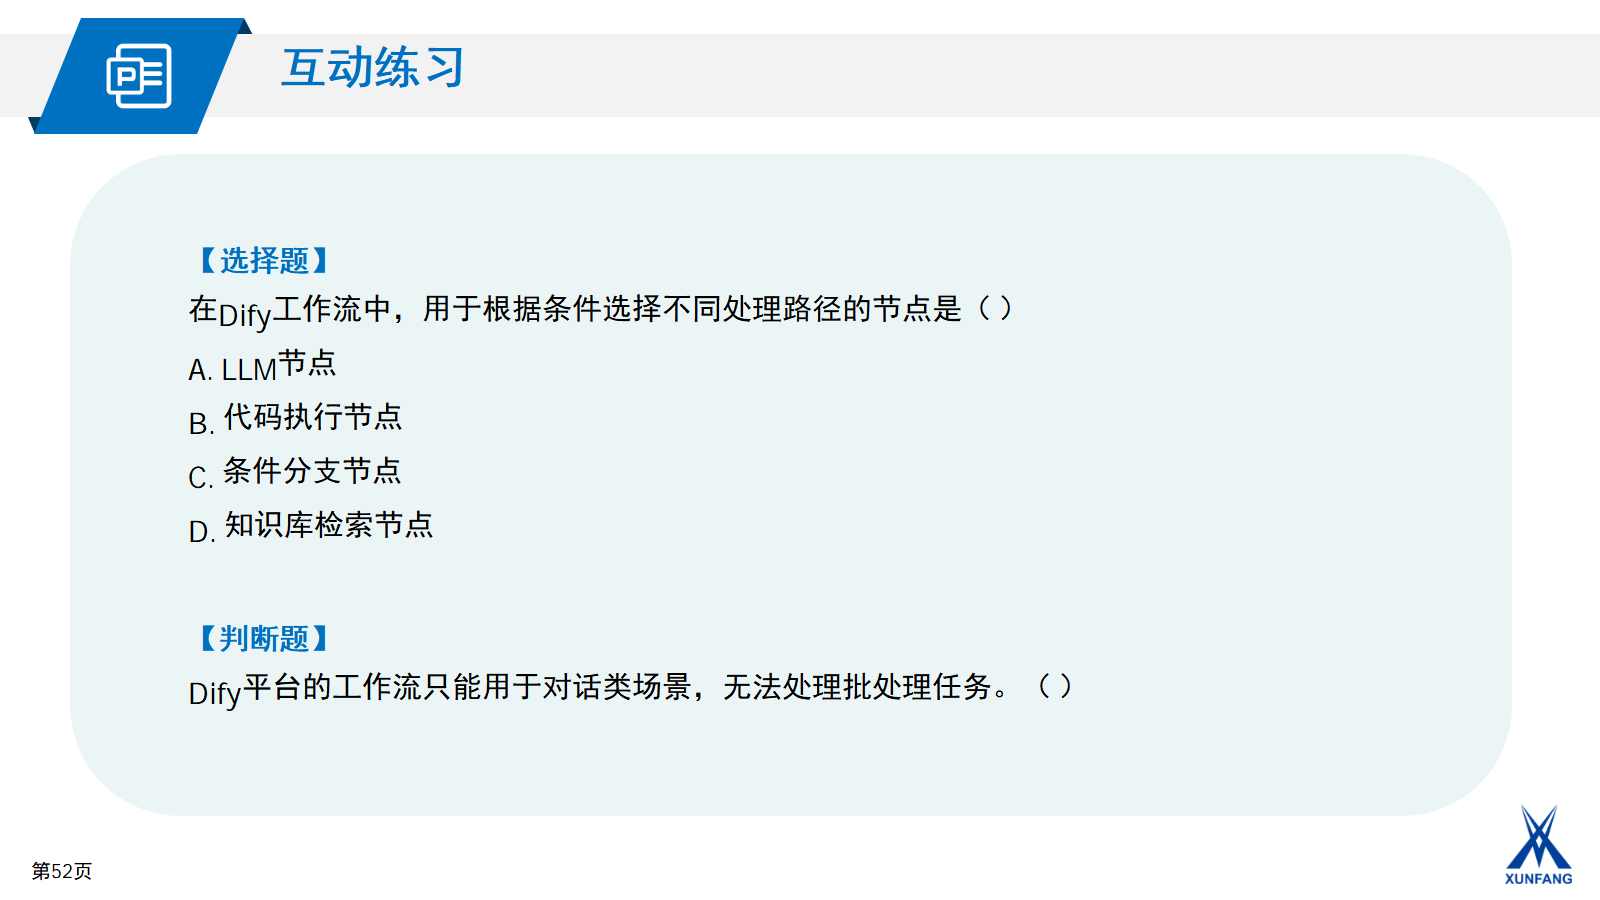 互动练习
【选择题】
在Dify工作流中，用于根据条件选择不同处理路径的节点是（ ）
A. LLM节点
B. 代码执行节点
C. 条件分支节点
D. 知识库检索节点
【判断题】
Dify平台的工作流只能用于对话类场景，无法处理批处理任务。（ ）
第52页
XUNFANG